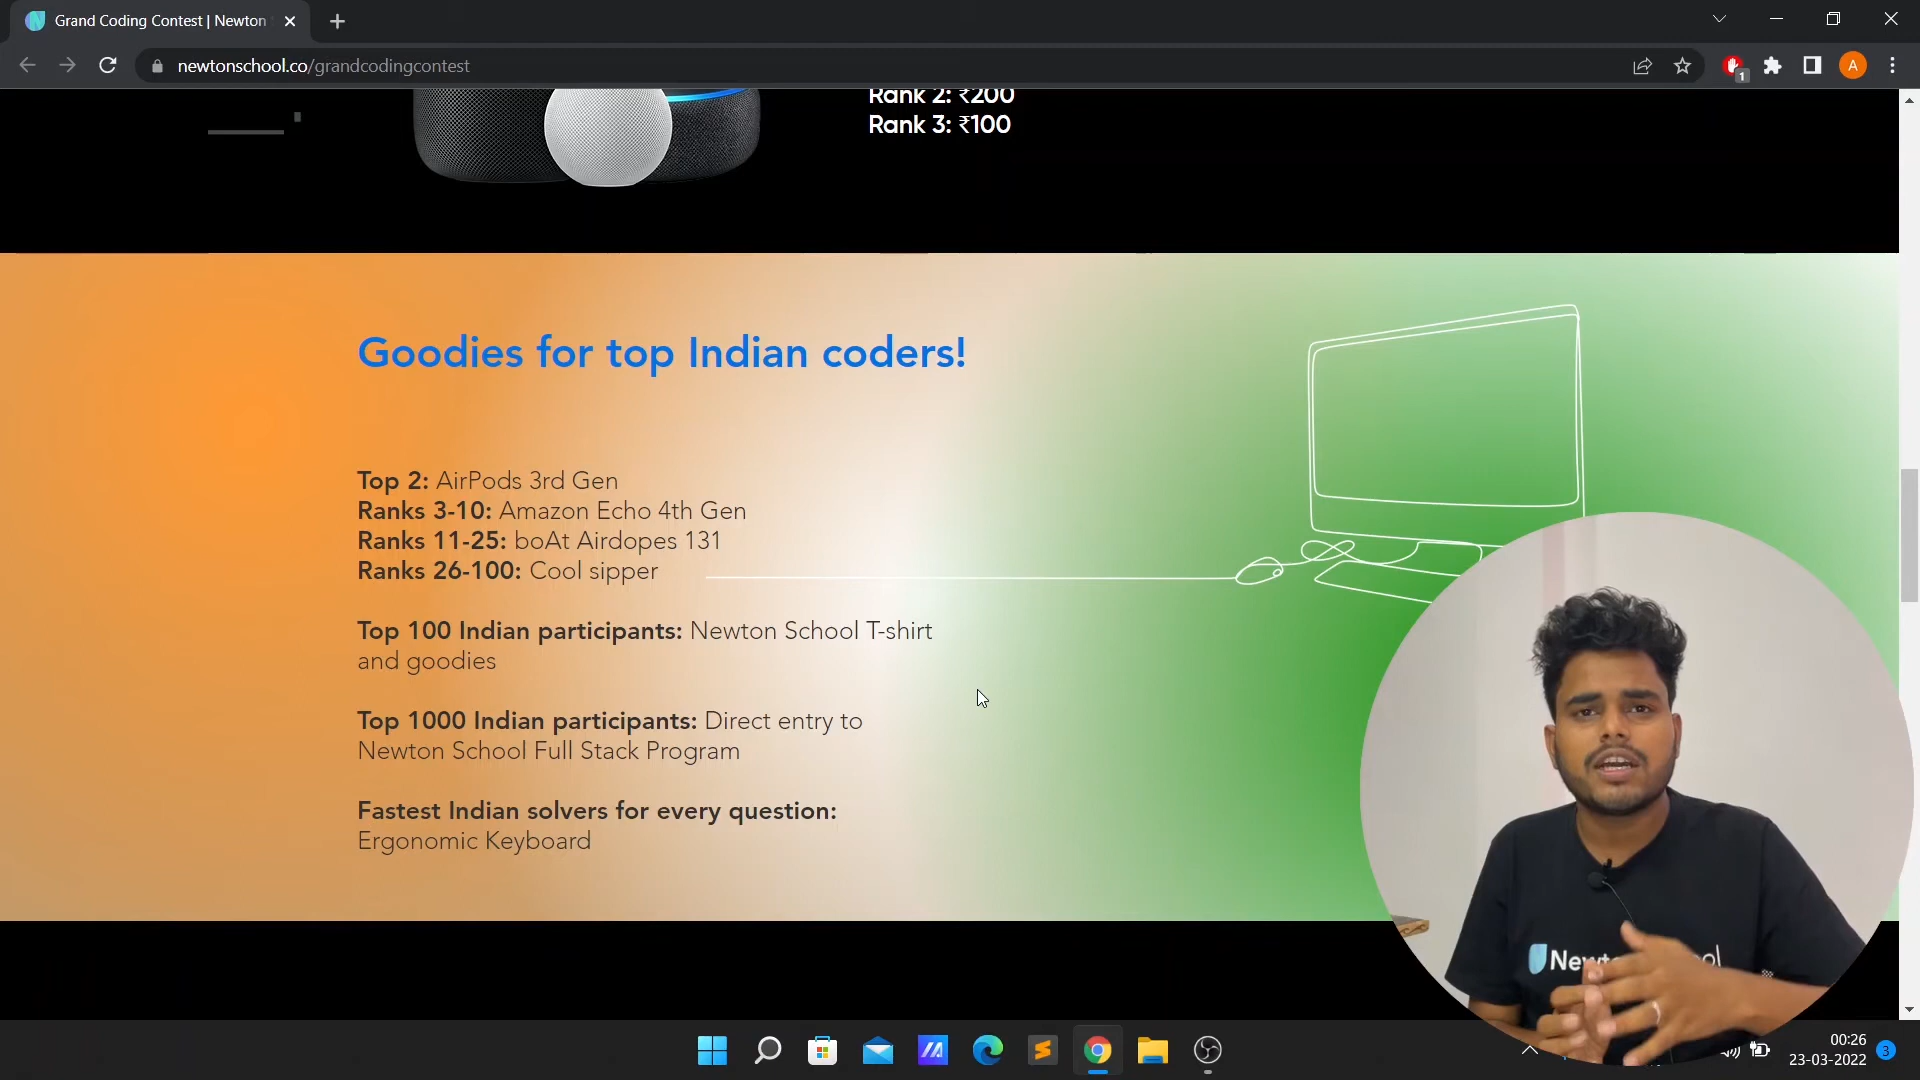 Grand Coding Contest | Newton
newtonschool.co/grandcodingcontest
1
A
Rank 2: ₹200
Rank 3: ₹100
Goodies for top Indian coders!
Top 2: AirPods 3rd Gen
Ranks 3-10: Amazon Echo 4th Gen
Ranks 11-25: boAt Airdopes 131
Ranks 26-100: Cool sipper
Top 100 Indian participants: Newton School T-shirt
and goodies
Top 1000 Indian participants: Direct entry to
Newton School Full Stack Program
Fastest Indian solvers for every question:
Ergonomic Keyboard
00:26
23-03-2022
3